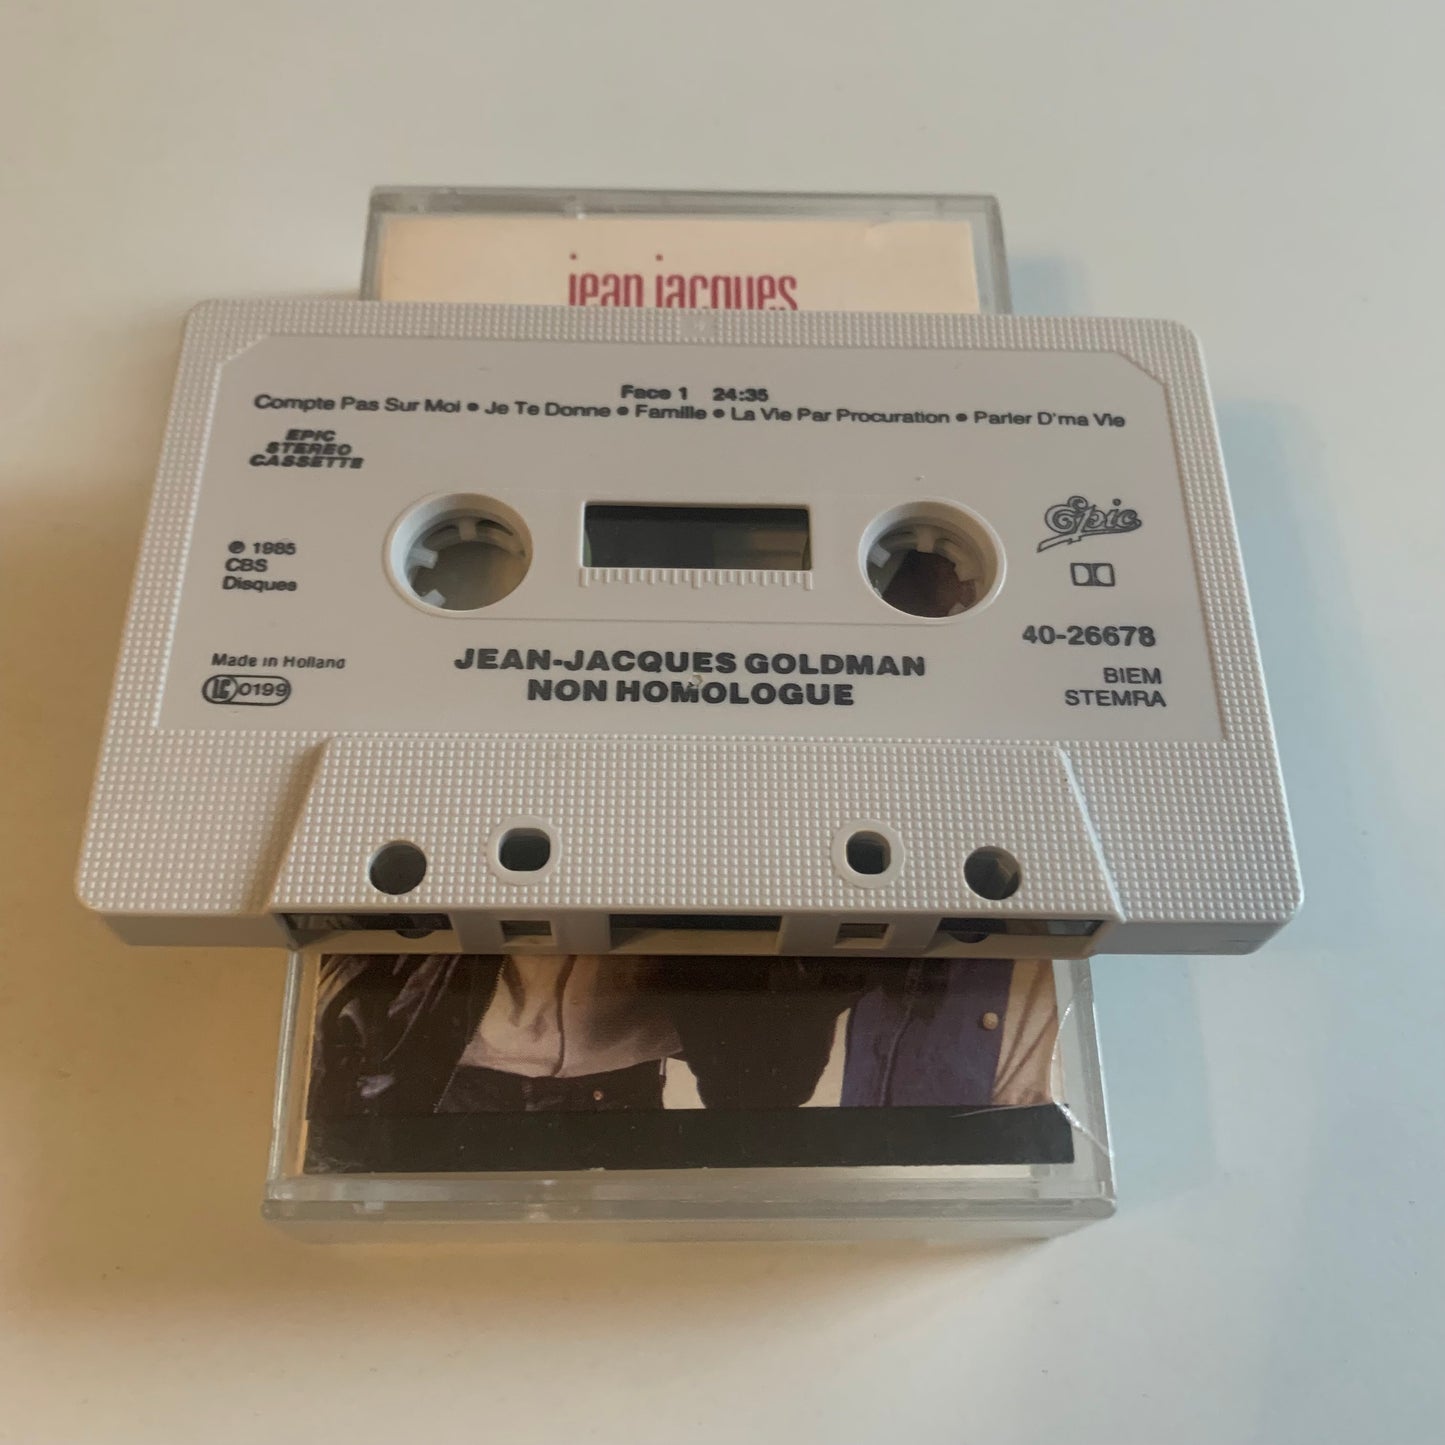 jean jacques
Face 1 24:35
Compte Pas Sur Moi • Je Te Donne • Famille • La Vie Par Procuration • Parler D'ma Vie
EPIC
STEREO
CASSETTE
Epic
℗ 1985
CBS
Disques
40-26678
Made in Holland
LC 0199
JEAN-JACQUES GOLDMAN
NON HOMOLOGUE
BIEM
STEMRA